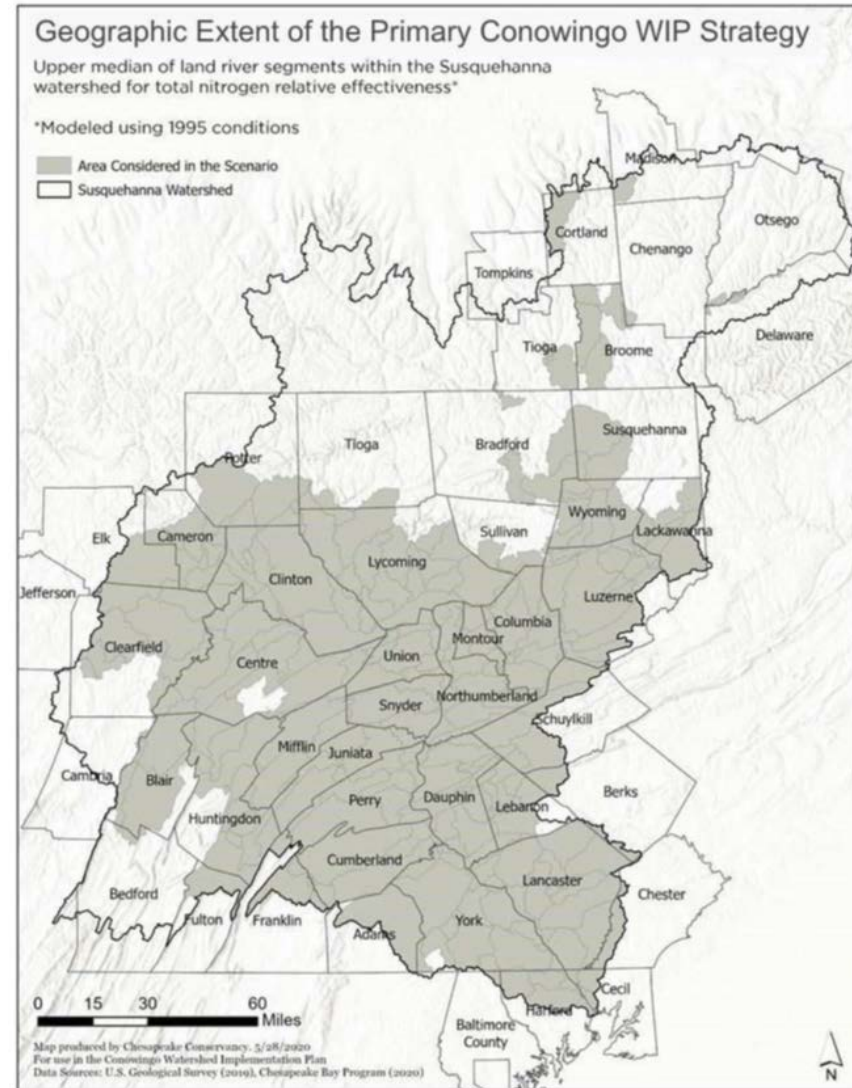 Geographic Extent of the Primary Conowingo WIP Strategy
Upper median of land river segments within the Susquehanna
watershed for total nitrogen relative effectiveness*
*Modeled using 1995 conditions
Area Considered in the Scenario
Susquehanna Watershed
Madison
Cortland
Otsego
Chenango
Tompkins
Delaware
Tioga
Broome
Potter
Tioga
Bradford
Susquehanna
Elk
Cameron
Sullivan
Wyoming
Lackawanna
Lycoming
Clinton
Jefferson
Luzerne
Columbia
Clearfield
Montour
Union
Centre
Snyder
Northumberland
Schuylkill
Mifflin
Juniata
Cambria
Blair
Perry
Dauphin
Lebanon
Berks
Huntingdon
Cumberland
Lancaster
Bedford
Chester
Fulton
Franklin
York
Adams
Cecil
Harford
Baltimore
County
0 15 30 60
Miles
Map produced by Chesapeake Conservancy. 5/28/2020
For use in the Conowingo Watershed Implementation Plan
Data Sources: U.S. Geological Survey (2019), Chesapeake Bay Program (2020)
N